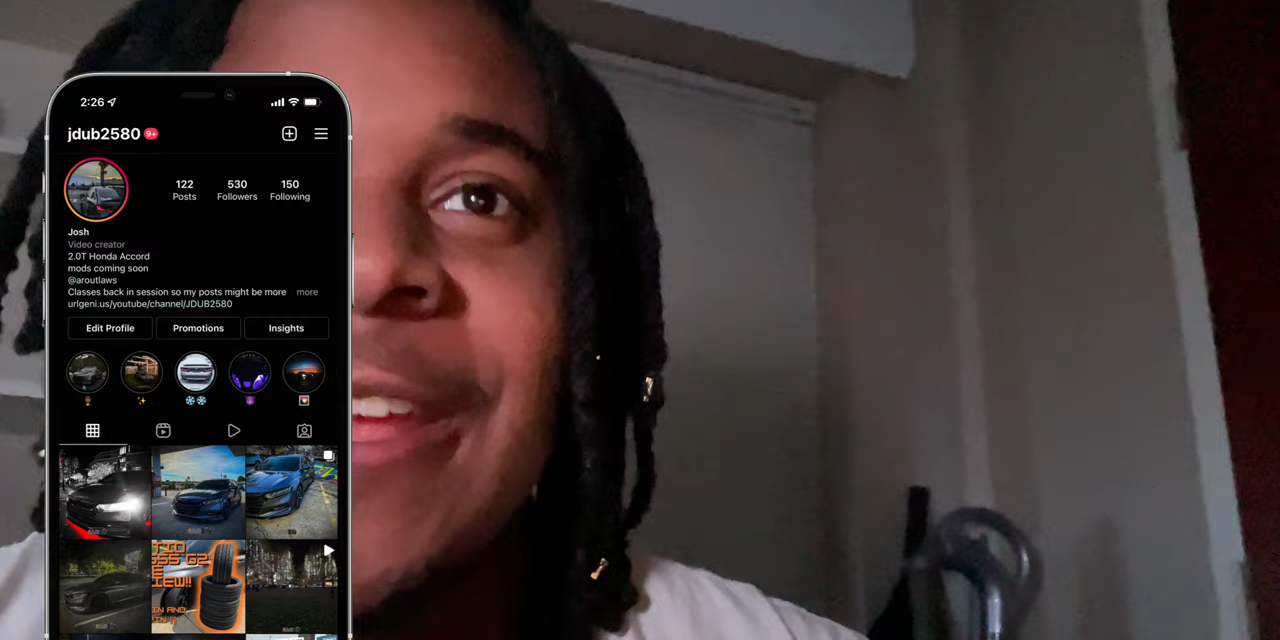 2:26
jdub2580 9+
122 530 150
Posts Followers Following
Josh
Video creator
2.0T Honda Accord
mods coming soon
@aroutlaws
Classes back in session so my posts might be more more
urlgeni.us/youtube/channel/JDUB2580
Edit Profile Promotions Insights